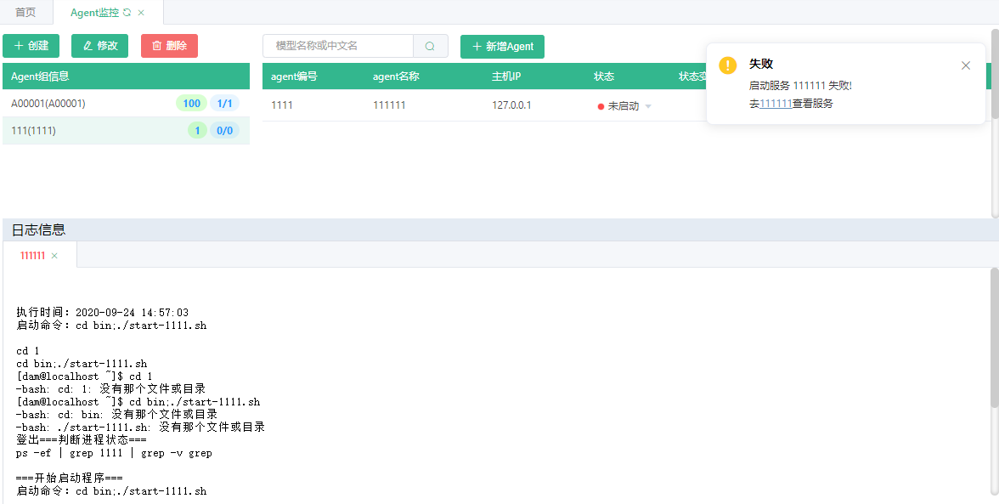 首页
Agent监控
创建
修改
删除
模型名称或中文名
新增Agent
Agent组信息
A00001(A00001) 100 1/1
111(1111) 1 0/0
agent编号 agent名称 主机IP 状态 状态变
1111 111111 127.0.0.1 未启动
失败
启动服务 111111 失败!
去111111查看服务
日志信息
111111
执行时间: 2020-09-24 14:57:03
启动命令: cd bin;./start-1111.sh
cd 1
cd bin;./start-1111.sh
[dam@localhost ~]$ cd 1
-bash: cd: 1: 没有那个文件或目录
[dam@localhost ~]$ cd bin;./start-1111.sh
-bash: cd: bin: 没有那个文件或目录
-bash: ./start-1111.sh: 没有那个文件或目录
登出===判断进程状态===
ps -ef | grep 1111 | grep -v grep
===开始启动程序===
启动命令: cd bin;./start-1111.sh